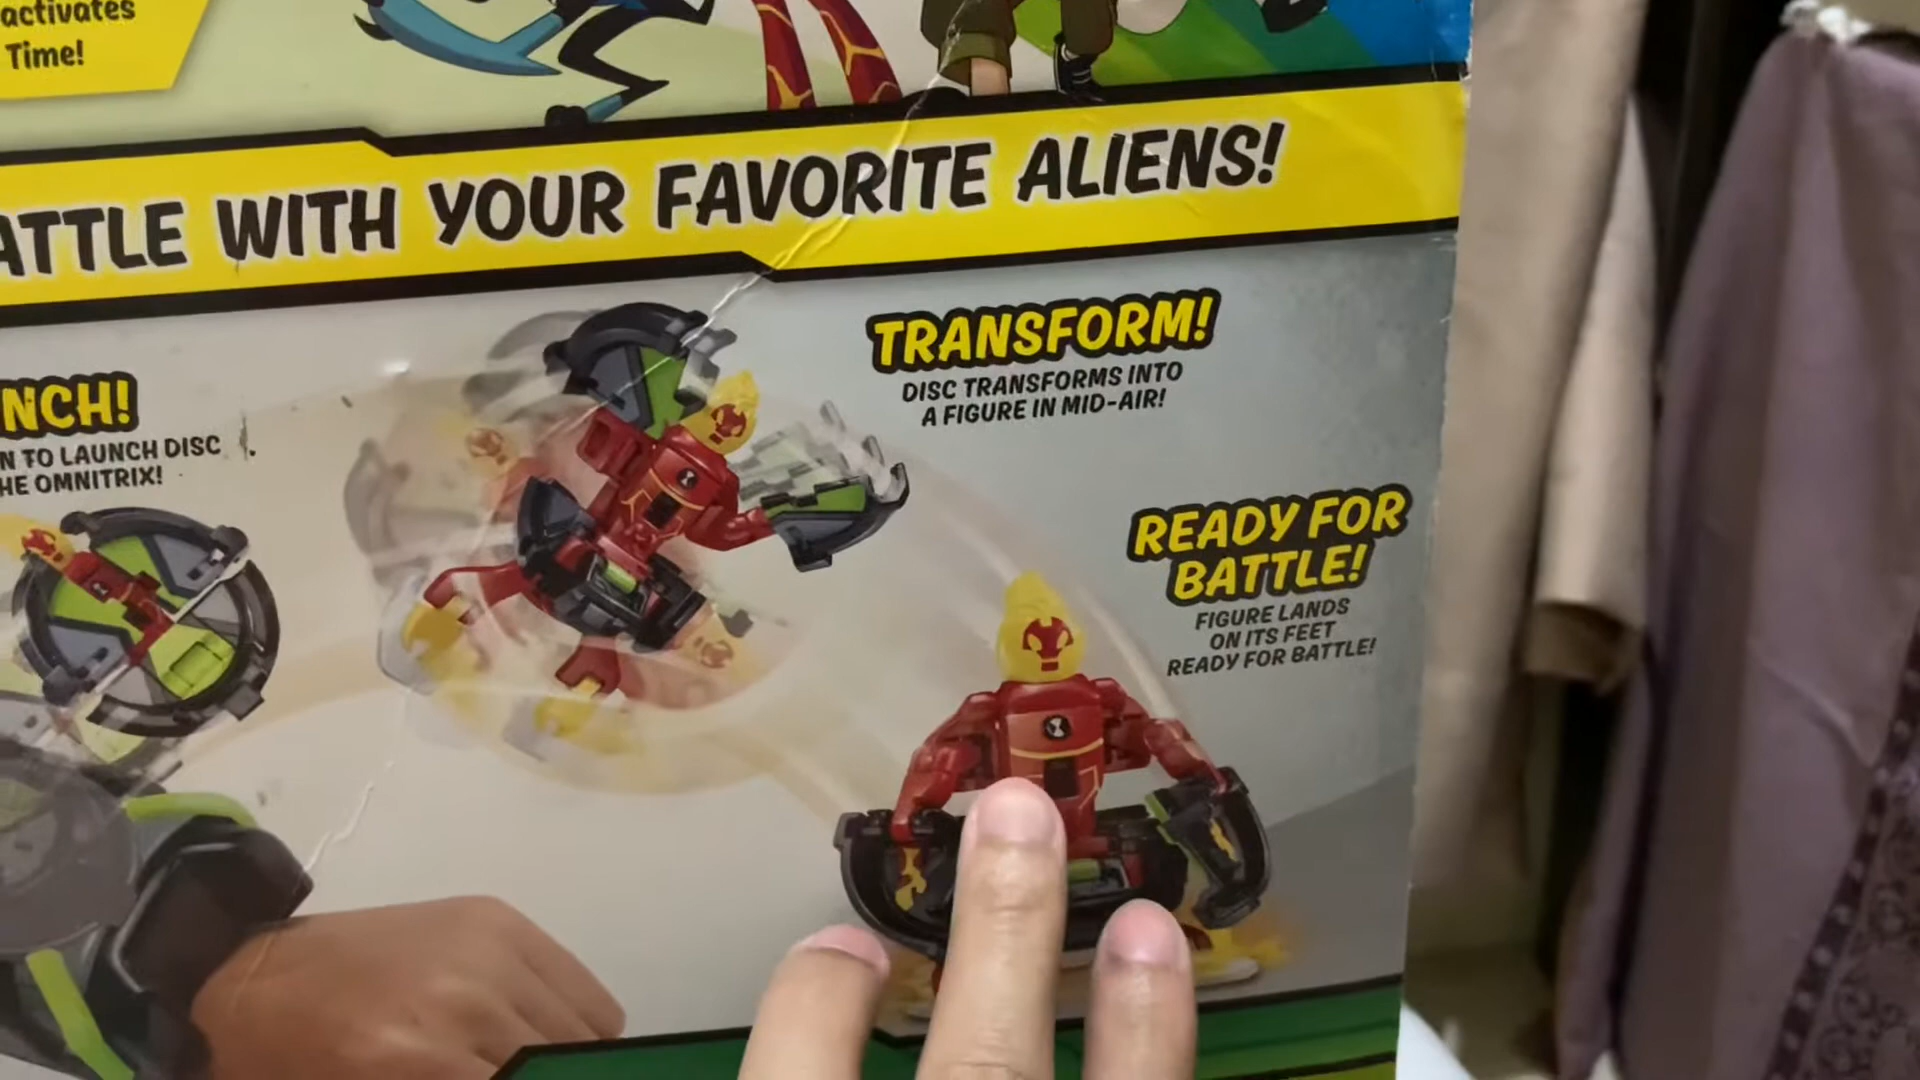 activates
Time!
ATTLE WITH YOUR FAVORITE ALIENS!
NCH!
N TO LAUNCH DISC
HE OMNITRIX!
TRANSFORM!
DISC TRANSFORMS INTO
A FIGURE IN MID-AIR!
READY FOR
BATTLE!
FIGURE LANDS
ON ITS FEET
READY FOR BATTLE!